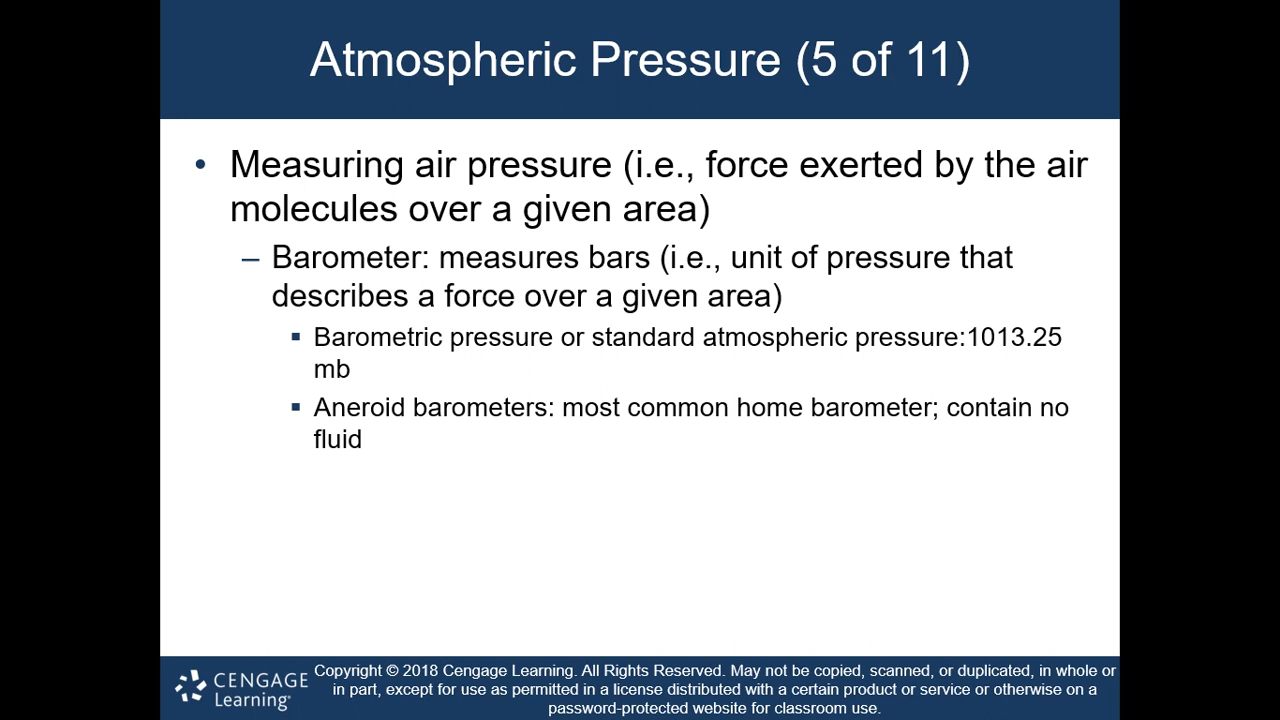 Atmospheric Pressure (5 of 11)
• Measuring air pressure (i.e., force exerted by the air
molecules over a given area)
– Barometer: measures bars (i.e., unit of pressure that
describes a force over a given area)
▪ Barometric pressure or standard atmospheric pressure:1013.25
mb
▪ Aneroid barometers: most common home barometer; contain no
fluid
CENGAGE
Learning
Copyright © 2018 Cengage Learning. All Rights Reserved. May not be copied, scanned, or duplicated, in whole or
in part, except for use as permitted in a license distributed with a certain product or service or otherwise on a
password-protected website for classroom use.